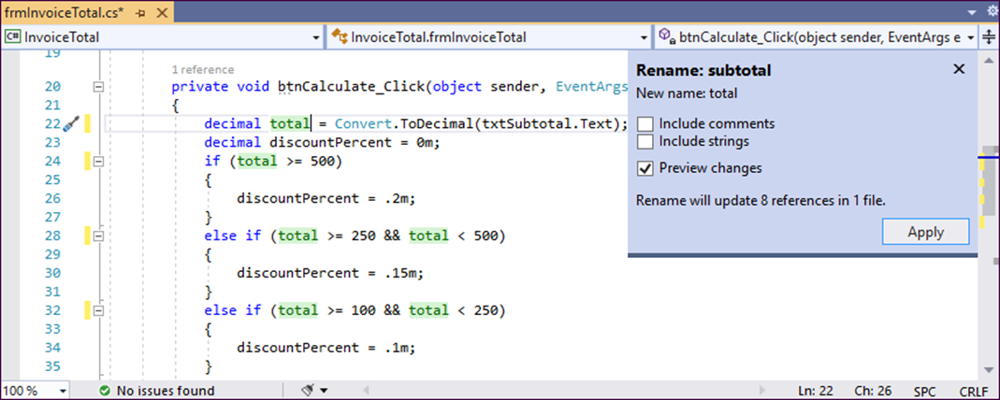 frmInvoiceTotal.cs*
InvoiceTotal
InvoiceTotal.frmInvoiceTotal
btnCalculate_Click(object sender, EventArgs e
Rename: subtotal
New name: total
Include comments
Include strings
Preview changes
Rename will update 8 references in 1 file.
Apply
19
1 reference
20 private void btnCalculate_Click(object sender, EventArgs
21 {
22 decimal total = Convert.ToDecimal(txtSubtotal.Text);
23 decimal discountPercent = 0m;
24 if (total >= 500)
25 {
26 discountPercent = .2m;
27 }
28 else if (total >= 250 && total < 500)
29 {
30 discountPercent = .15m;
31 }
32 else if (total >= 100 && total < 250)
33 {
34 discountPercent = .1m;
35 }
100 % No issues found Ln: 22 Ch: 26 SPC CRLF